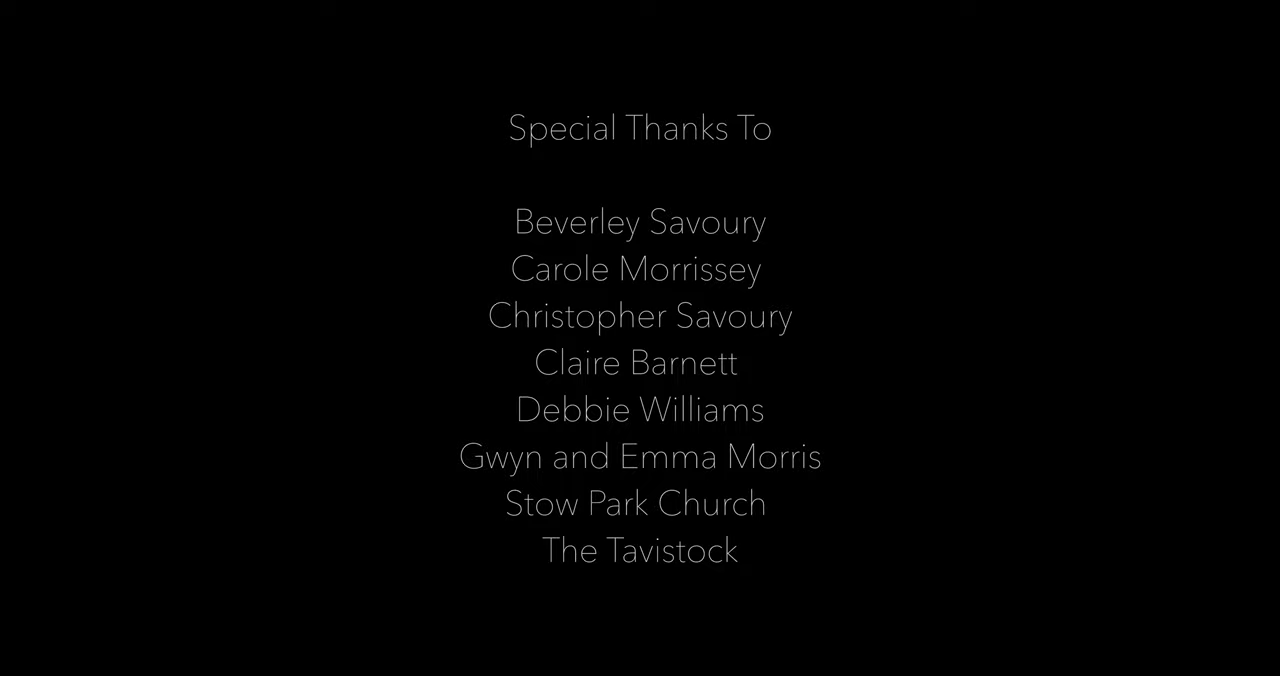 Special Thanks To
Beverley Savoury
Carole Morrissey
Christopher Savoury
Claire Barnett
Debbie Williams
Gwyn and Emma Morris
Stow Park Church
The Tavistock